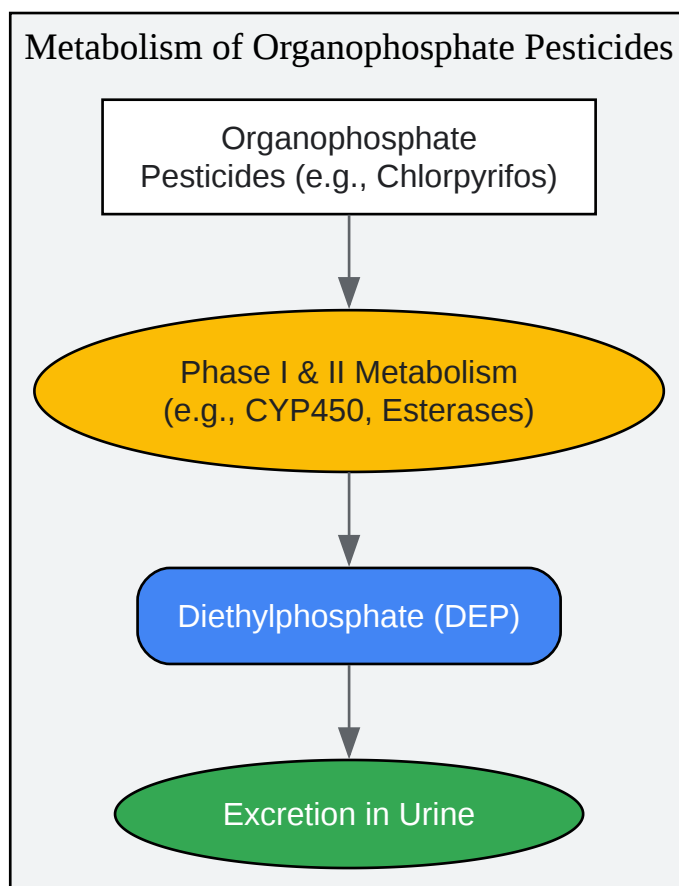 Metabolism of Organophosphate Pesticides
Organophosphate
Pesticides (e.g., Chlorpyrifos)
Phase I & II Metabolism
(e.g., CYP450, Esterases)
Diethylphosphate (DEP)
Excretion in Urine